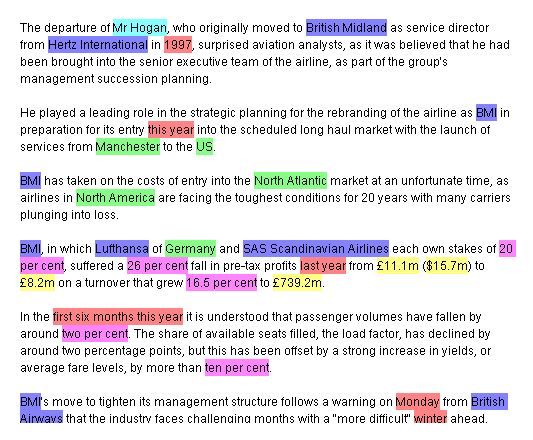 The departure of Mr Hogan, who originally moved to British Midland as service director
from Hertz International in 1997, surprised aviation analysts, as it was believed that he had
been brought into the senior executive team of the airline, as part of the group's
management succession planning.
He played a leading role in the strategic planning for the rebranding of the airline as BMI in
preparation for its entry this year into the scheduled long haul market with the launch of
services from Manchester to the US.
BMI has taken on the costs of entry into the North Atlantic market at an unfortunate time, as
airlines in North America are facing the toughest conditions for 20 years with many carriers
plunging into loss.
BMI, in which Lufthansa of Germany and SAS Scandinavian Airlines each own stakes of 20
per cent, suffered a 26 per cent fall in pre-tax profits last year from £11.1m ($15.7m) to
£8.2m on a turnover that grew 16.5 per cent to £739.2m.
In the first six months this year it is understood that passenger volumes have fallen by
around two per cent. The share of available seats filled, the load factor, has declined by
around two percentage points, but this has been offset by a strong increase in yields, or
average fare levels, by more than ten per cent.
BMI's move to tighten its management structure follows a warning on Monday from British
Airways that the industry faces challenging months with a "more difficult" winter ahead.